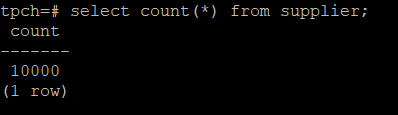 tpch=# select count(*) from supplier;
count
-------
10000
(1 row)